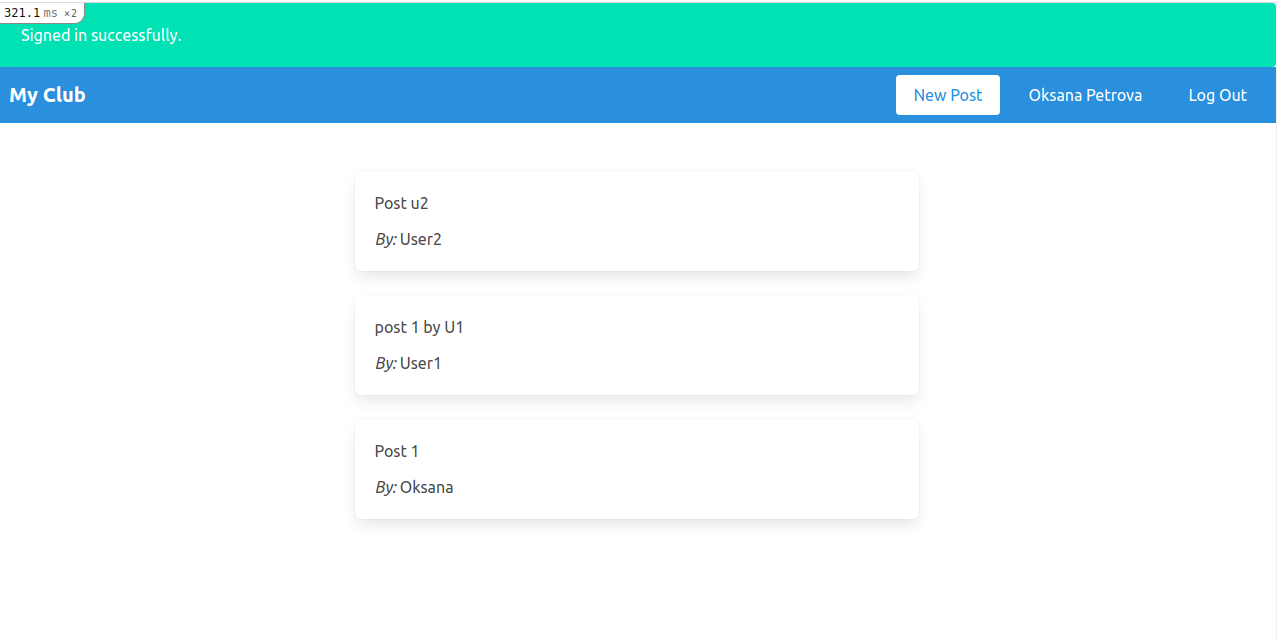 321.1 ms ×2
Signed in successfully.
My Club New Post Oksana Petrova Log Out
Post u2
By: User2
post 1 by U1
By: User1
Post 1
By: Oksana